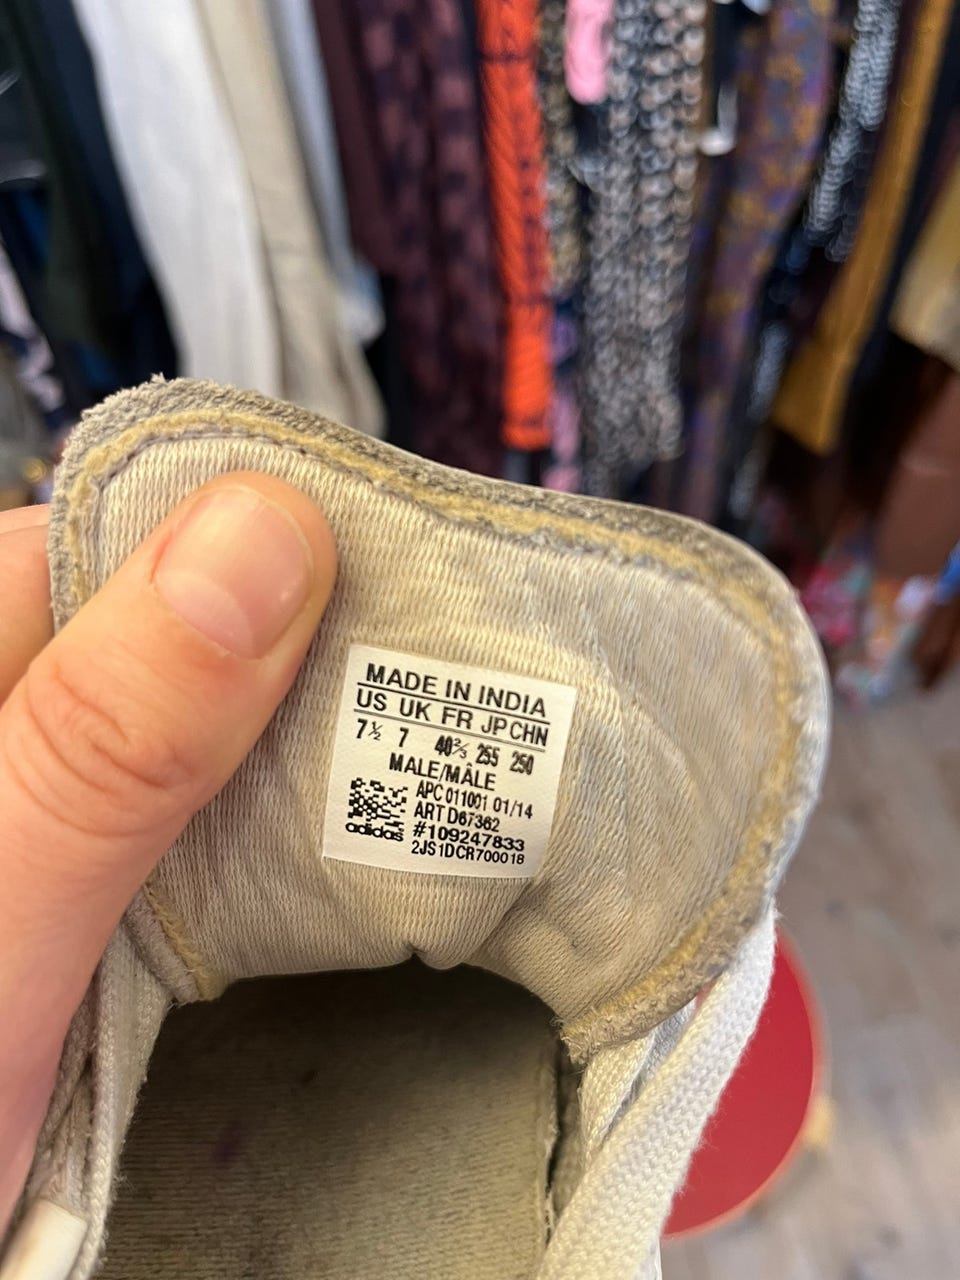 MADE IN INDIA
US UK FR JP CHN
7½ 7 40⅔ 255 250
MALE/MÂLE
APC 011001 01/14
ART D67362
#109247833
adidas
2JS1DCR700018